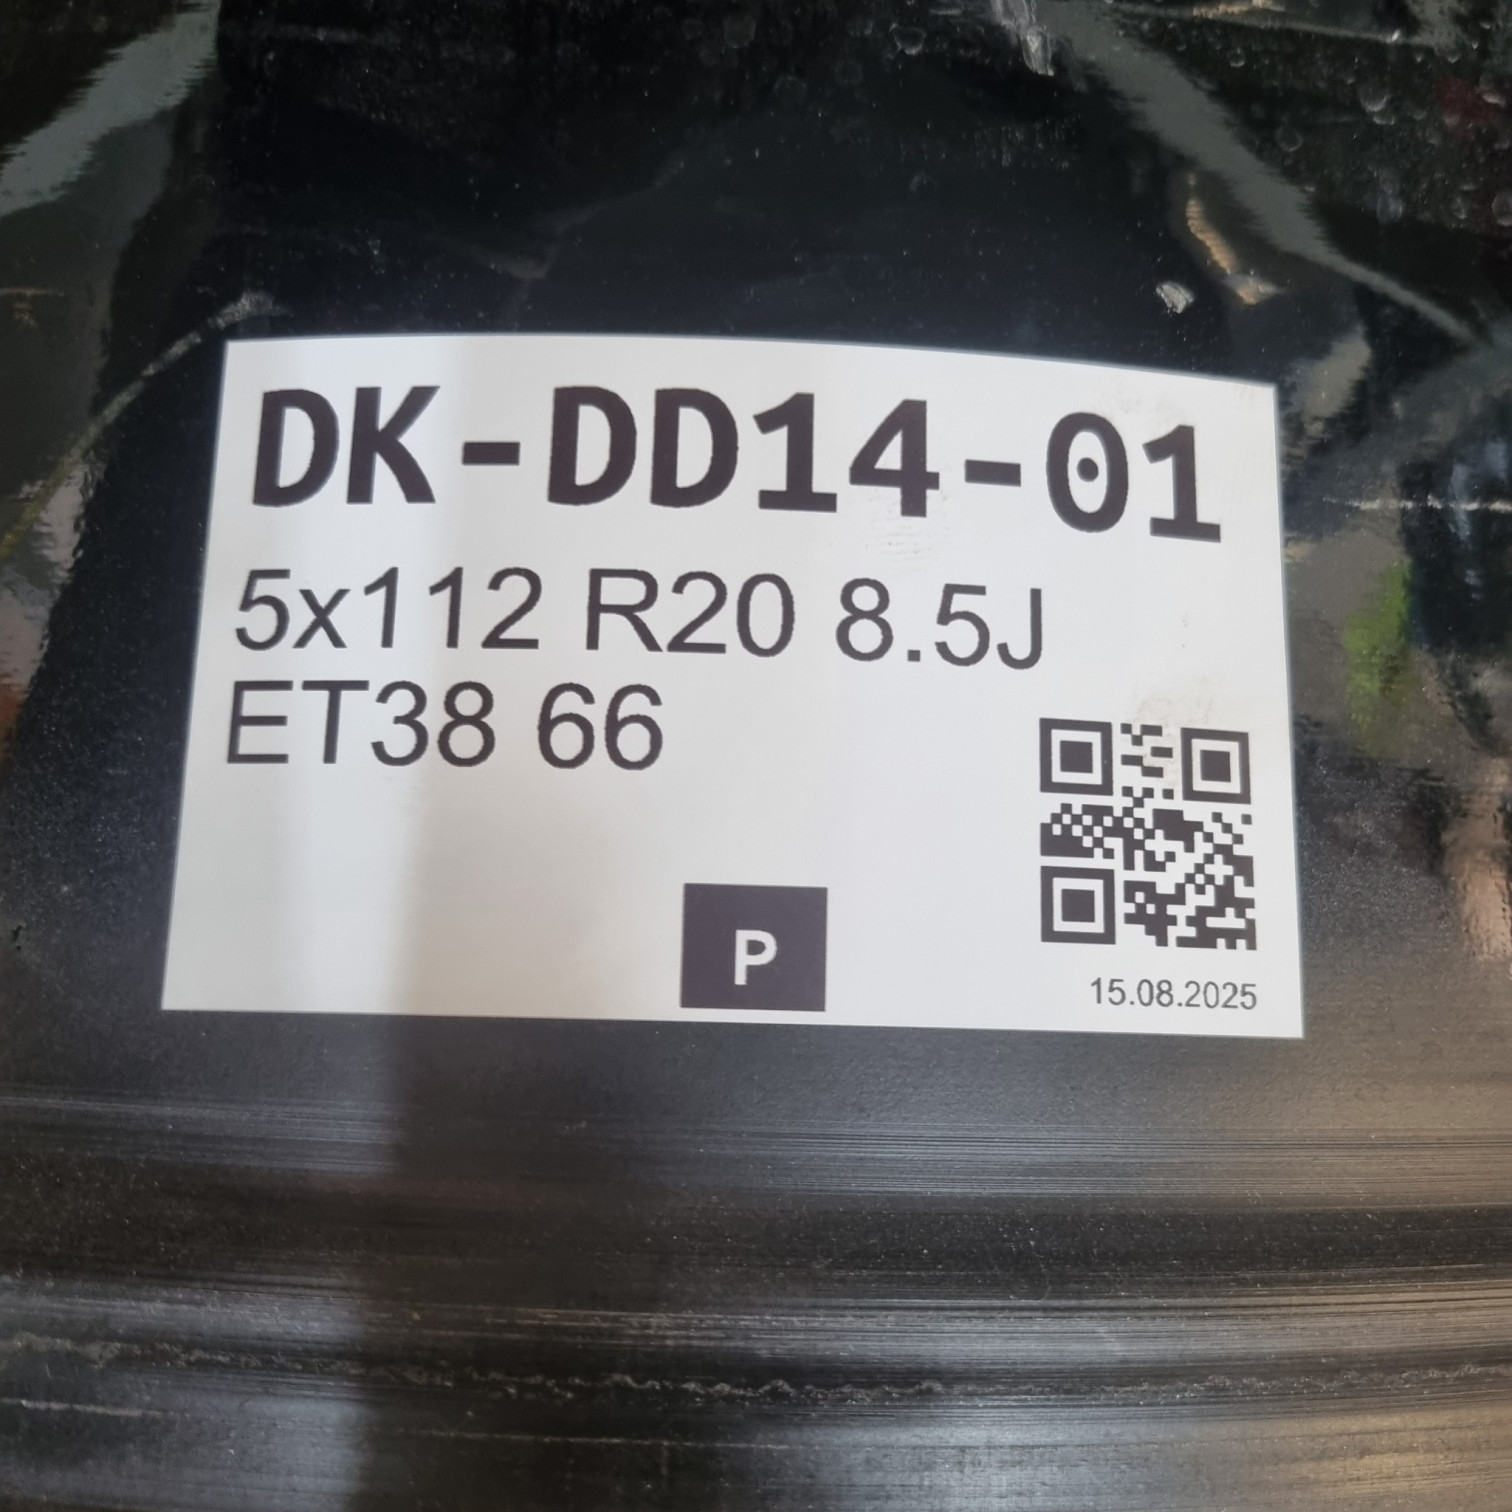 DK-DD14-01
5x112 R20 8.5J
ET38 66
P
15.08.2025